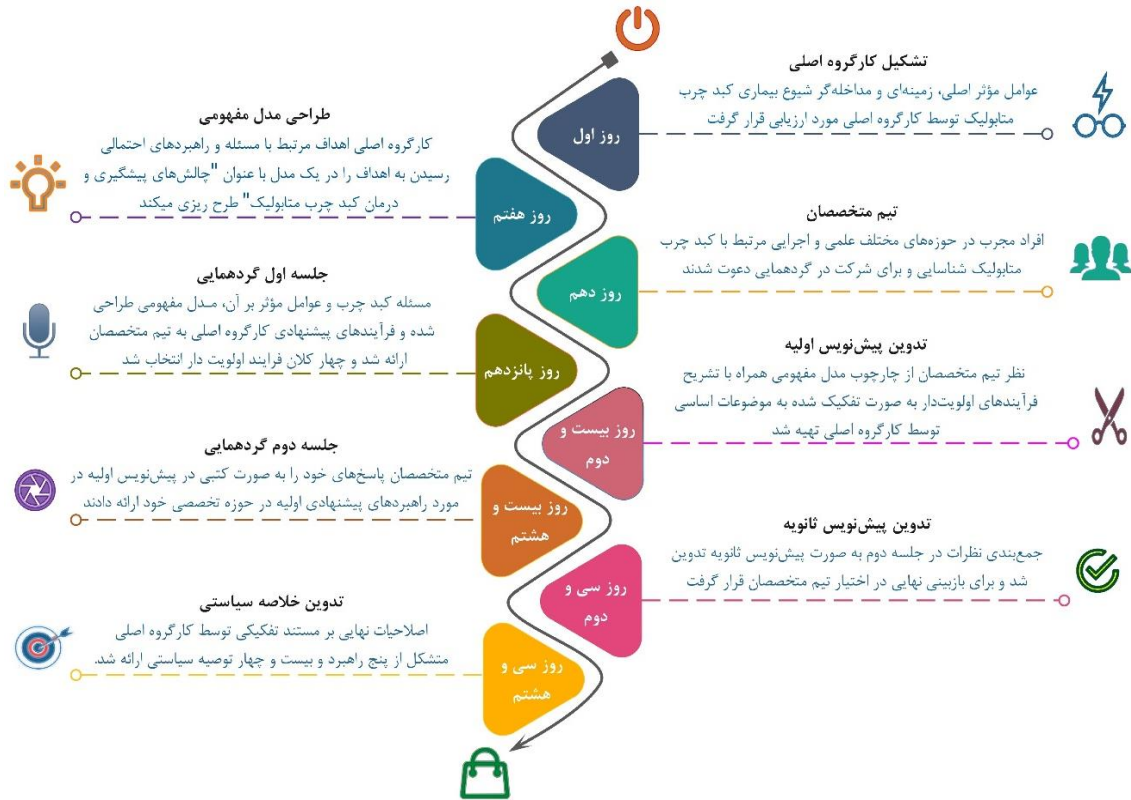 تشکیل کارگروه اصلی
عوامل مؤثر اصلی، زمینه‌ای و مداخله‌گر شیوع بیماری کبد چرب
متابولیک توسط کارگروه اصلی مورد ارزیابی قرار گرفت
روز اول
طراحی مدل مفهومی
کارگروه اصلی اهداف مرتبط با مسئله و راهبردهای احتمالی
رسیدن به اهداف را در یک مدل با عنوان "چالش‌های پیشگیری و
درمان کبد چرب متابولیک" طرح ریزی میکند
روز هفتم
تیم متخصصان
افراد مجرب در حوزه‌های مختلف علمی و اجرایی مرتبط با کبد چرب
متابولیک شناسایی و برای شرکت در گردهمایی دعوت شدند
روز دهم
جلسه اول گردهمایی
مسئله کبد چرب و عوامل مؤثر بر آن، مدل مفهومی طراحی
شده و فرآیندهای پیشنهادی کارگروه اصلی به تیم متخصصان
ارائه شد و چهار کلان فرایند اولویت دار انتخاب شد
روز پانزدهم
تدوین پیش‌نویس اولیه
نظر تیم متخصصان از چارچوب مدل مفهومی همراه با تشریح
فرآیندهای اولویت‌دار به صورت تفکیک شده به موضوعات اساسی
توسط کارگروه اصلی تهیه شد
روز بیست و
دوم
جلسه دوم گردهمایی
تیم متخصصان پاسخ‌های خود را به صورت کتبی در پیش‌نویس اولیه در
مورد راهبردهای پیشنهادی اولیه در حوزه تخصصی خود ارائه دادند
روز بیست و
هشتم
تدوین پیش‌نویس ثانویه
جمع‌بندی نظرات در جلسه دوم به صورت پیش‌نویس ثانویه تدوین
شد و برای بازبینی نهایی در اختیار تیم متخصصان قرار گرفت
روز سی و
دوم
تدوین خلاصه سیاستی
اصلاحیات نهایی بر مستند تفکیکی توسط کارگروه اصلی
متشکل از پنج راهبرد و بیست و چهار توصیه سیاستی ارائه شد.
روز سی و
هشتم